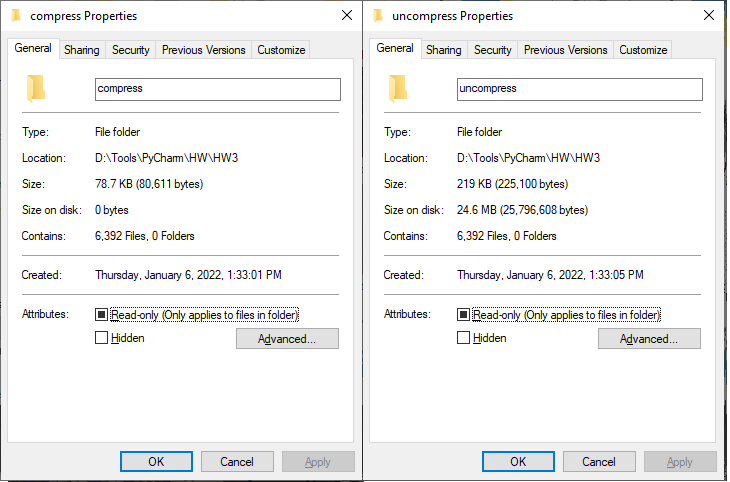 compress Properties
General Sharing Security Previous Versions Customize
compress
Type: File folder
Location: D:\Tools\PyCharm\HW\HW3
Size: 78.7 KB (80,611 bytes)
Size on disk: 0 bytes
Contains: 6,392 Files, 0 Folders
Created: Thursday, January 6, 2022, 1:33:01 PM
Attributes: Read-only (Only applies to files in folder)
Hidden Advanced...
OK Cancel Apply
uncompress Properties
General Sharing Security Previous Versions Customize
uncompress
Type: File folder
Location: D:\Tools\PyCharm\HW\HW3
Size: 219 KB (225,100 bytes)
Size on disk: 24.6 MB (25,796,608 bytes)
Contains: 6,392 Files, 0 Folders
Created: Thursday, January 6, 2022, 1:33:05 PM
Attributes: Read-only (Only applies to files in folder)
Hidden Advanced...
OK Cancel Apply